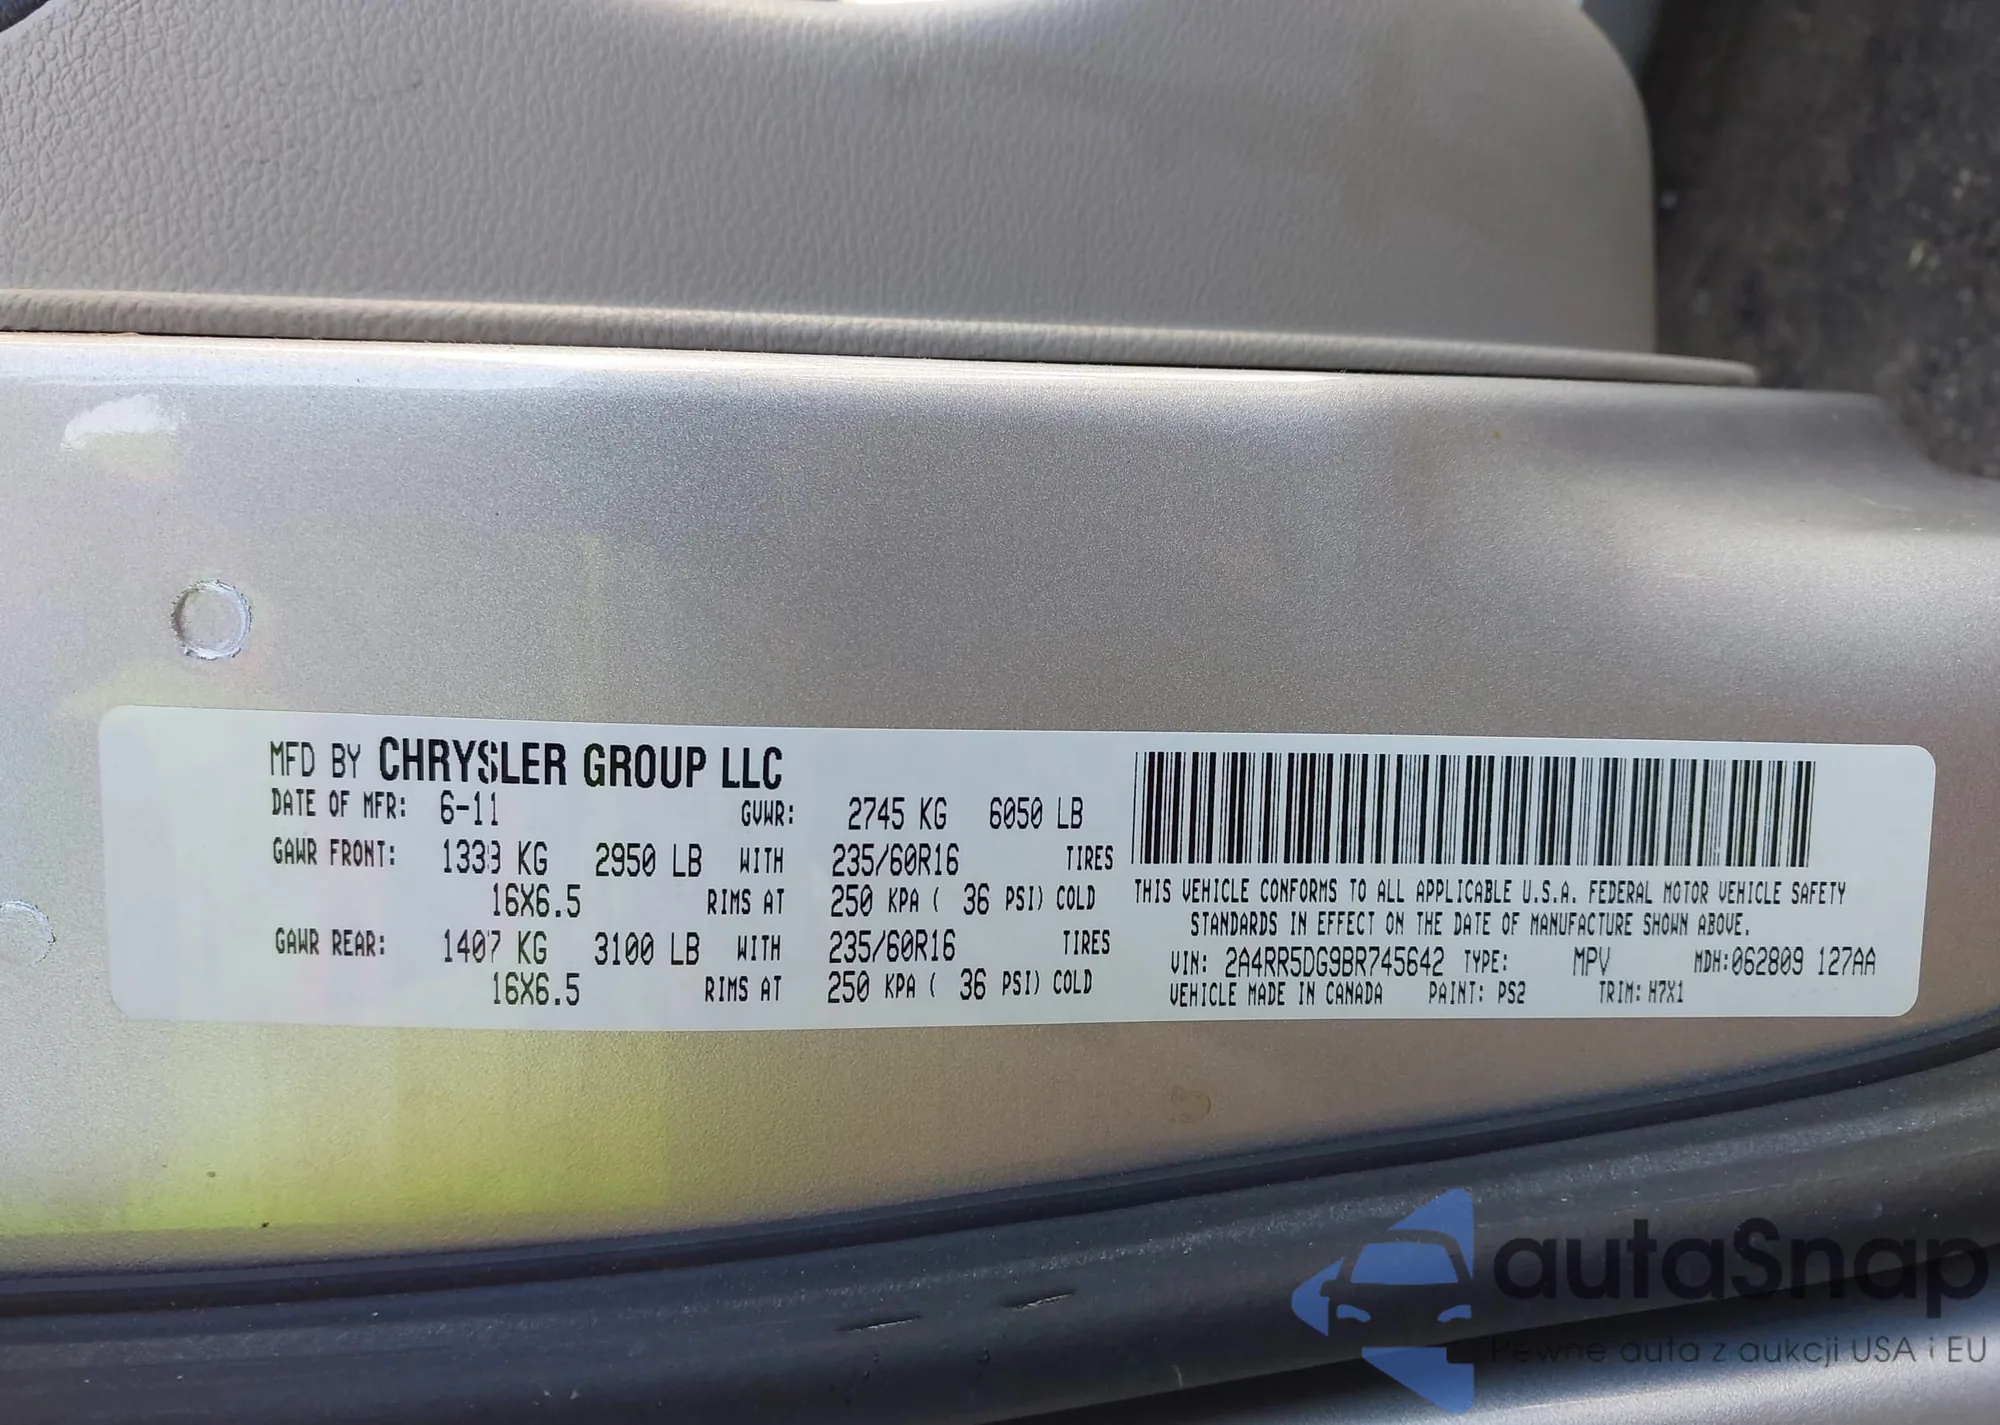 MFD BY CHRYSLER GROUP LLC
DATE OF MFR: 6-11 GVWR: 2745 KG 6050 LB
GAWR FRONT: 1339 KG 2950 LB WITH 235/60R16 TIRES
16X6.5 RIMS AT 250 KPA ( 36 PSI) COLD
GAWR REAR: 1407 KG 3100 LB WITH 235/60R16 TIRES
16X6.5 RIMS AT 250 KPA ( 36 PSI) COLD
THIS VEHICLE CONFORMS TO ALL APPLICABLE U.S.A. FEDERAL MOTOR VEHICLE SAFETY
STANDARDS IN EFFECT ON THE DATE OF MANUFACTURE SHOWN ABOVE.
VIN: 2A4RR5DG9BR745642 TYPE: MPV MDH:062809 127AA
VEHICLE MADE IN CANADA PAINT: PS2 TRIM: H7X1
autaSnap
Pewne auta z aukcji USA i EU